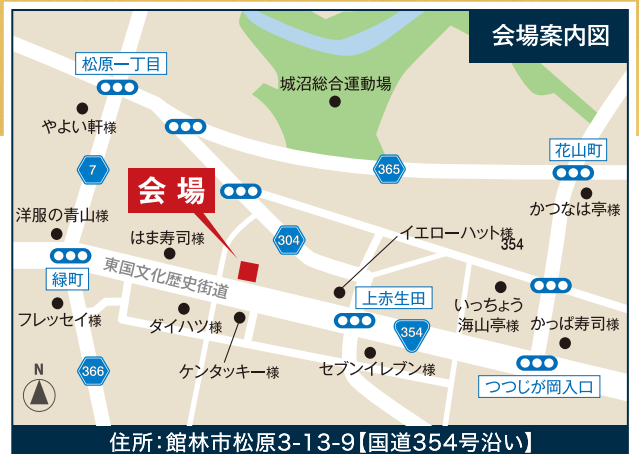 会場案内図
松原一丁目
城沼総合運動場
やよい軒様
365
花山町
7
会場
かつなは亭様
洋服の青山様
はま寿司様
304
イエローハット様
354
東国文化歴史街道
緑町
上赤生田
いっちょう
海山亭様
フレッセイ様
ダイハツ様
354
かっぱ寿司様
366
ケンタッキー様
セブンイレブン様
つつじが岡入口
N
住所：館林市松原3-13-9【国道354号沿い】